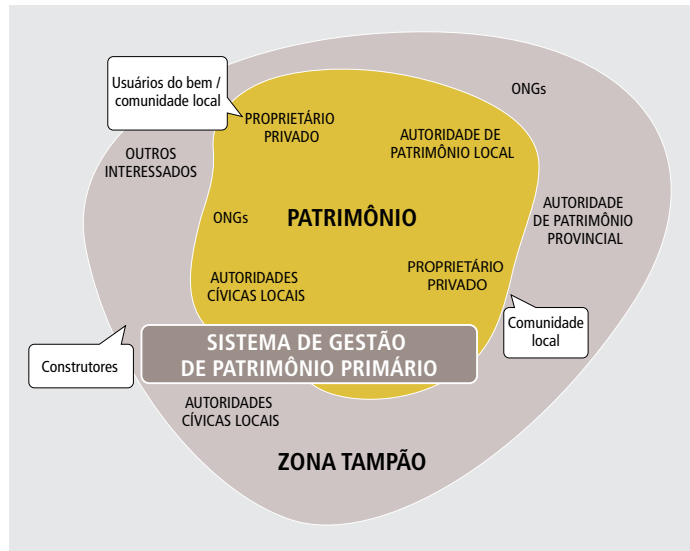 Usuários do bem /
comunidade local
ONGs
PROPRIETÁRIO
PRIVADO
AUTORIDADE DE
PATRIMÔNIO LOCAL
OUTROS
INTERESSADOS
ONGs
PATRIMÔNIO
AUTORIDADE
DE PATRIMÔNIO
PROVINCIAL
AUTORIDADES
CÍVICAS LOCAIS
PROPRIETÁRIO
PRIVADO
Comunidade
local
SISTEMA DE GESTÃO
DE PATRIMÔNIO PRIMÁRIO
Construtores
AUTORIDADES
CÍVICAS LOCAIS
ZONA TAMPÃO